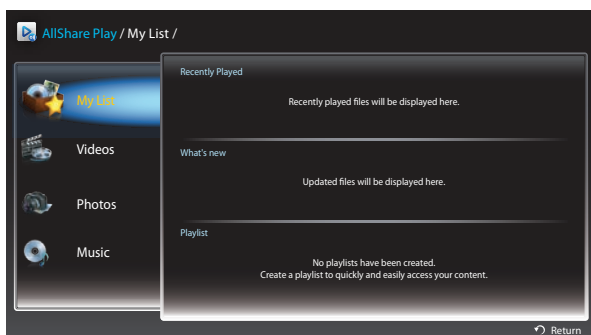 AllShare Play / My List /
My List
Videos
Photos
Music
Recently Played
Recently played files will be displayed here.
What's new
Updated files will be displayed here.
Playlist
No playlists have been created.
Create a playlist to quickly and easily access your content.
Return